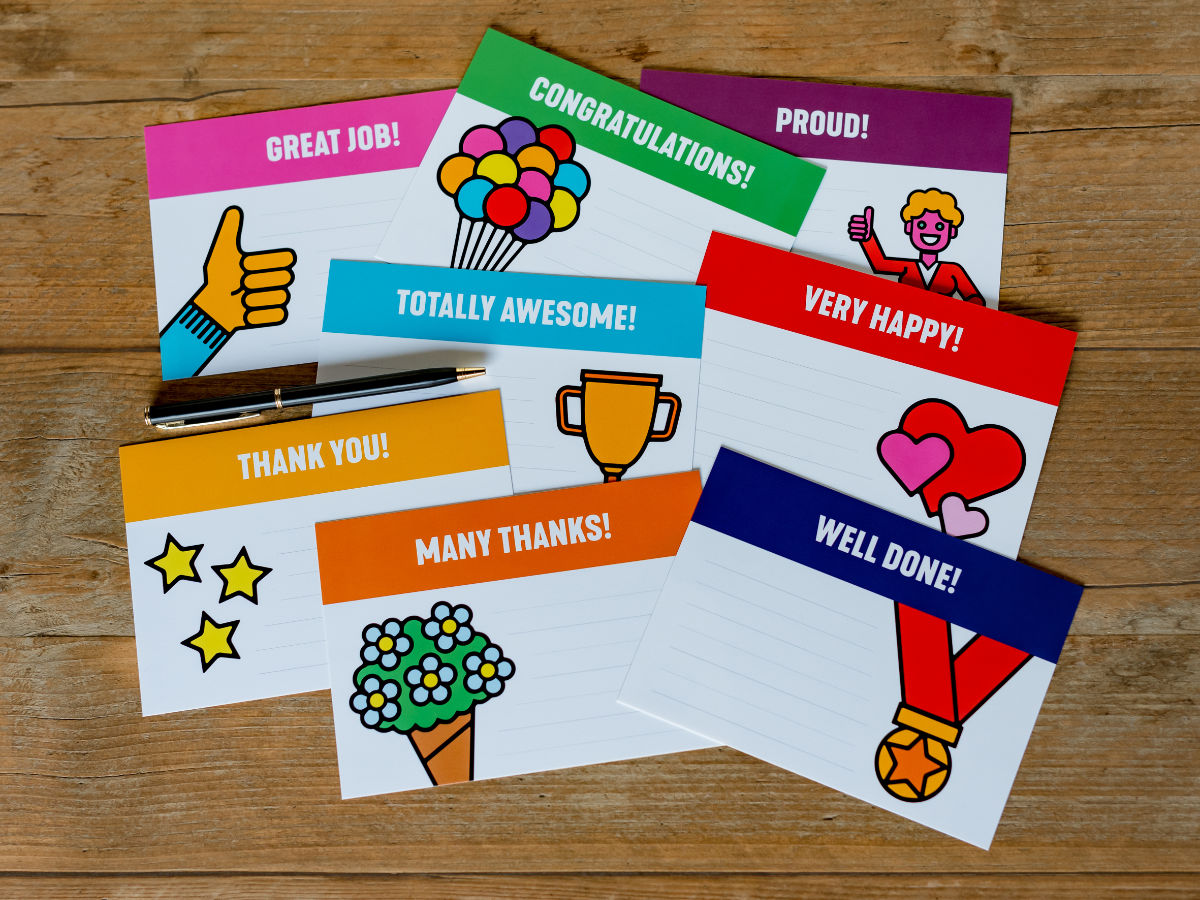 GREAT JOB!
CONGRATULATIONS!
PROUD!
TOTALLY AWESOME!
VERY HAPPY!
THANK YOU!
MANY THANKS!
WELL DONE!